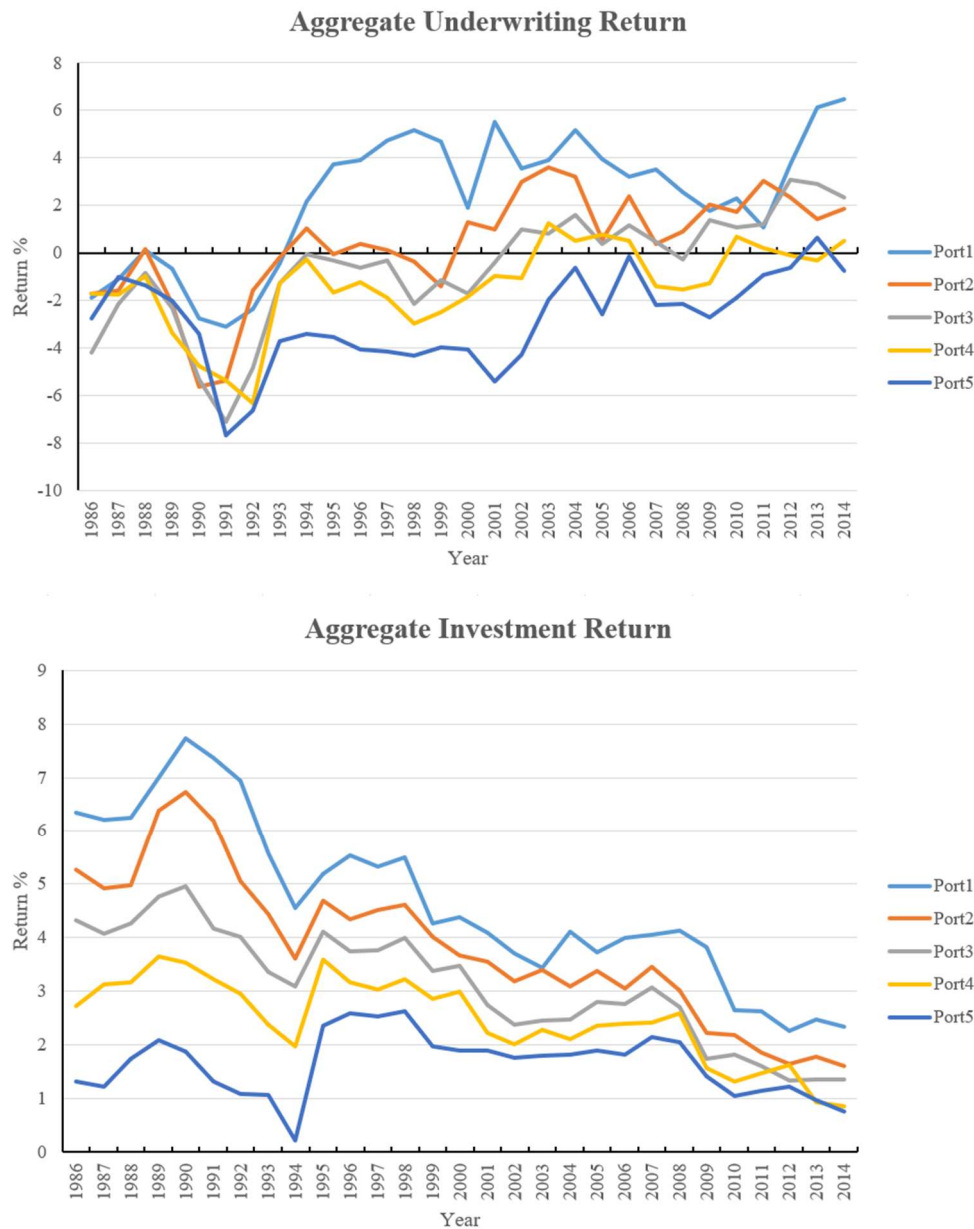 Aggregate Underwriting Return
8
6
4
2
0
-2
-4
-6
-8
-10
Return %
1986 1987 1988 1989 1990 1991 1992 1993 1994 1995 1996 1997 1998 1999 2000 2001 2002 2003 2004 2005 2006 2007 2008 2009 2010 2011 2012 2013 2014
Year
Port1
Port2
Port3
Port4
Port5
Aggregate Investment Return
9
8
7
6
5
4
3
2
1
0
Return %
1986 1987 1988 1989 1990 1991 1992 1993 1994 1995 1996 1997 1998 1999 2000 2001 2002 2003 2004 2005 2006 2007 2008 2009 2010 2011 2012 2013 2014
Year
Port1
Port2
Port3
Port4
Port5